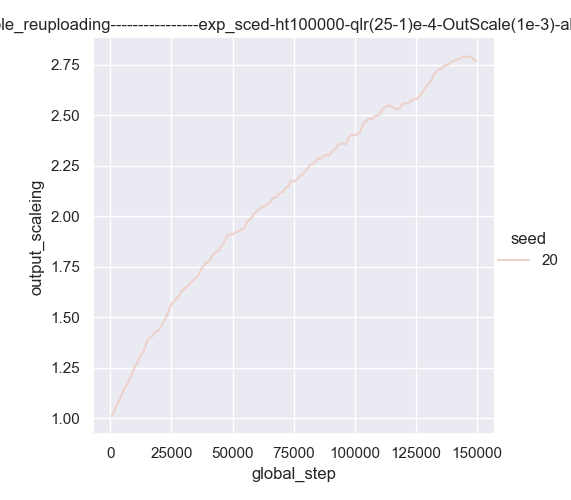 ole_reuploading----------------exp_sced-ht100000-qlr(25-1)e-4-OutScale(1e-3)-al
2.75
2.50
2.25
2.00
1.75
1.50
1.25
1.00
output_scaleing
0 25000 50000 75000 100000 125000 150000
global_step
seed
20